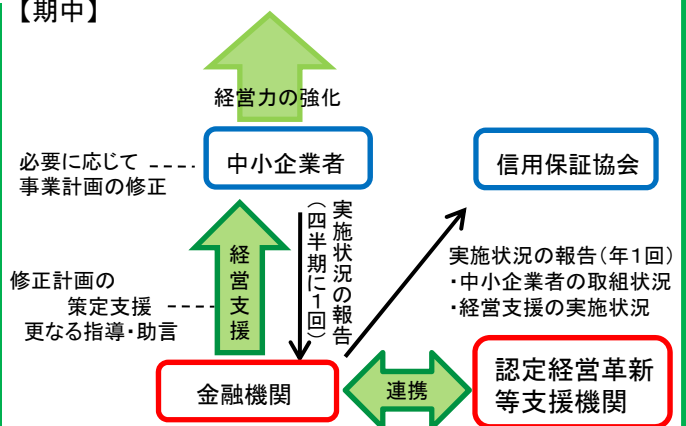 【期中】
経営力の強化
必要に応じて
事業計画の修正
中小企業者
信用保証協会
経営支援
実施状況の報告
(四半期に1回)
実施状況の報告(年1回)
・中小企業者の取組状況
・経営支援の実施状況
修正計画の
策定支援
更なる指導・助言
金融機関
連携
認定経営革新
等支援機関